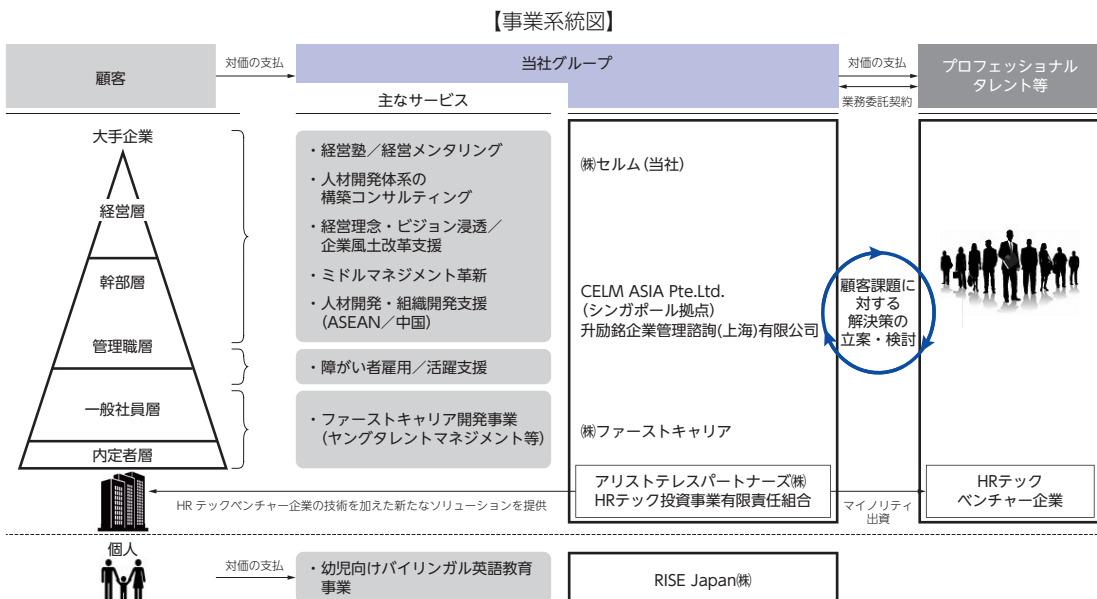 【事業系統図】
顧客
対価の支払
当社グループ
対価の支払
業務委託契約
プロフェッショナル
タレント等
主なサービス
大手企業
経営層
幹部層
管理職層
一般社員層
内定者層
・経営塾／経営メンタリング
・人材開発体系の
構築コンサルティング
・経営理念・ビジョン浸透／
企業風土改革支援
・ミドルマネジメント革新
・人材開発・組織開発支援
(ASEAN／中国)
・障がい者雇用／活躍支援
・ファーストキャリア開発事業
(ヤングタレントマネジメント等)
㈱セルム(当社)
CELM ASIA Pte.Ltd.
(シンガポール拠点)
升励銘企業管理諮詢(上海)有限公司
㈱ファーストキャリア
顧客課題に
対する
解決策の
立案・検討
HRテックベンチャー企業の技術を加えた新たなソリューションを提供
アリストテレスパートナーズ㈱
HRテック投資事業有限責任組合
マイノリティ
出資
HRテック
ベンチャー企業
個人
対価の支払
・幼児向けバイリンガル英語教育
事業
RISE Japan㈱